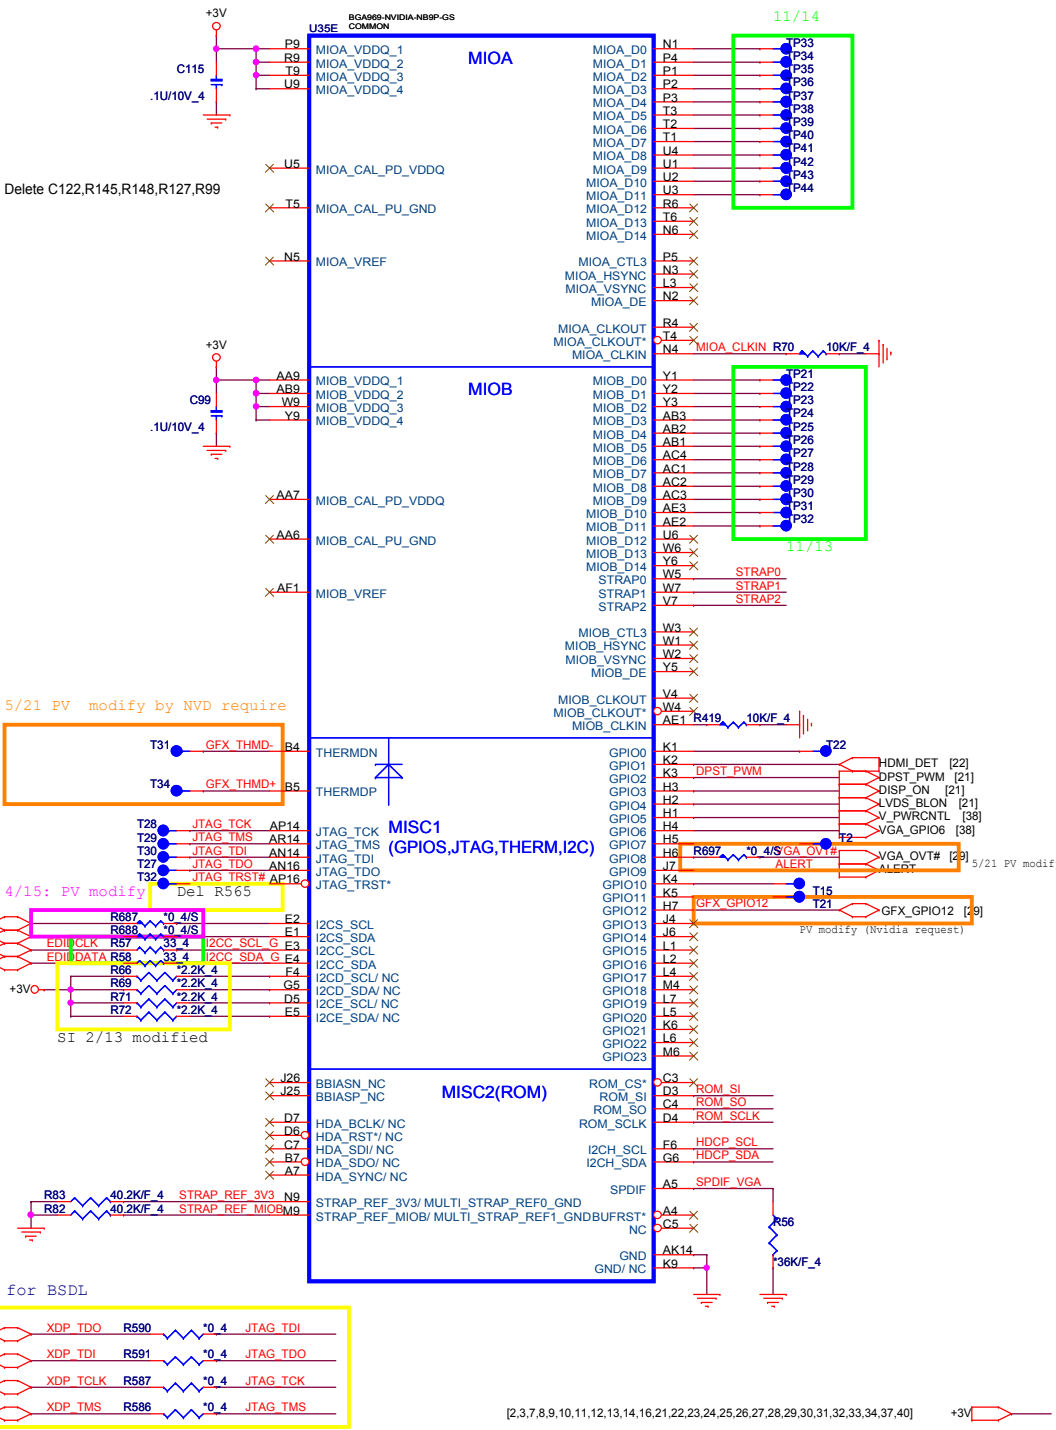 +3V
U35E BGA969-NVIDIA-NB9P-GS
COMMON
11/14
MIOA
C115
.1U/10V_4
P9 MIOA_VDDQ_1
R9 MIOA_VDDQ_2
T9 MIOA_VDDQ_3
U9 MIOA_VDDQ_4
U5 MIOA_CAL_PD_VDDQ
T5 MIOA_CAL_PU_GND
N5 MIOA_VREF
Delete C122,R145,R148,R127,R99
MIOA_D0 N1 TP33
MIOA_D1 P4 TP34
MIOA_D2 P1 TP35
MIOA_D3 P2 TP36
MIOA_D4 P3 TP37
MIOA_D5 T3 TP38
MIOA_D6 T2 TP39
MIOA_D7 T1 TP40
MIOA_D8 U4 TP41
MIOA_D9 U1 TP42
MIOA_D10 U2 TP43
MIOA_D11 U3 TP44
MIOA_D12 R6
MIOA_D13 T6
MIOA_D14 N6
MIOA_CTL3 P5
MIOA_HSYNC N3
MIOA_VSYNC L3
MIOA_DE N2
MIOA_CLKOUT R4
MIOA_CLKOUT* T4
MIOA_CLKIN N4 MIOA_CLKIN R70 10K/F_4
+3V
MIOB
C99
.1U/10V_4
AA9 MIOB_VDDQ_1
AB9 MIOB_VDDQ_2
W9 MIOB_VDDQ_3
Y9 MIOB_VDDQ_4
AA7 MIOB_CAL_PD_VDDQ
AA6 MIOB_CAL_PU_GND
AF1 MIOB_VREF
MIOB_D0 Y1 TP21
MIOB_D1 Y2 TP22
MIOB_D2 Y3 TP23
MIOB_D3 AB3 TP24
MIOB_D4 AB2 TP25
MIOB_D5 AB1 TP26
MIOB_D6 AC4 TP27
MIOB_D7 AC1 TP28
MIOB_D8 AC2 TP29
MIOB_D9 AC3 TP30
MIOB_D10 AE3 TP31
MIOB_D11 AE2 TP32
11/13
MIOB_D12 U6
MIOB_D13 W6
MIOB_D14 Y6
STRAP0 W5 STRAP0
STRAP1 W7 STRAP1
STRAP2 V7 STRAP2
MIOB_CTL3 W3
MIOB_HSYNC W1
MIOB_VSYNC W2
MIOB_DE Y5
MIOB_CLKOUT V4
MIOB_CLKOUT* W4
MIOB_CLKIN AE1 R419 10K/F_4
5/21 PV modify by NVD require
T31 GFX_THMD- B4 THERMDN
T34 GFX_THMD+ B5 THERMDP
MISC1
(GPIOS,JTAG,THERM,I2C)
T28 JTAG_TCK AP14 JTAG_TCK
T29 JTAG_TMS AR14 JTAG_TMS
T30 JTAG_TDI AN14 JTAG_TDI
T27 JTAG_TDO AN16 JTAG_TDO
T32 JTAG_TRST# AP16 JTAG_TRST*
4/15: PV modify Del R565
R687 *0_4/S E2 I2CS_SCL
R688 *0_4/S E1 I2CS_SDA
EDIDCLK R57 33_4 I2CC_SCL_G E3 I2CC_SCL
EDIDDATA R58 33_4 I2CC_SDA_G E4 I2CC_SDA
R66 *2.2K_4 F4 I2CD_SCL/ NC
+3V R69 *2.2K_4 G5 I2CD_SDA/ NC
R71 *2.2K_4 D5 I2CE_SCL/ NC
R72 *2.2K_4 E5 I2CE_SDA/ NC
SI 2/13 modified
GPIO0 K1 T22
GPIO1 K2 HDMI_DET [22]
GPIO2 K3 DPST_PWM DPST_PWM [21]
GPIO3 H3 DISP_ON [21]
GPIO4 H2 LVDS_BLON [21]
GPIO5 H1 V_PWRCNTL [38]
GPIO6 H4 VGA_GPIO6 [38]
GPIO7 H5 T2
GPIO8 H6 R697 *0_4/S VGA_OVT# VGA_OVT# [29]
GPIO9 J7 ALERT ALERT
5/21 PV modif
GPIO10 K4 T15
GPIO11 K5 T21
GPIO12 H7 GFX_GPIO12 GFX_GPIO12 [29]
PV modify (Nvidia request)
GPIO13 J4
GPIO14 J6
GPIO15 L1
GPIO16 L2
GPIO17 L4
GPIO18 M4
GPIO19 L7
GPIO20 L5
GPIO21 K6
GPIO22 L6
GPIO23 M6
MISC2(ROM)
J26 BBIASN_NC
J25 BBIASP_NC
D7 HDA_BCLK/ NC
D6 HDA_RST*/ NC
C7 HDA_SDI/ NC
B7 HDA_SDO/ NC
A7 HDA_SYNC/ NC
R83 40.2K/F_4 STRAP_REF_3V3 N9 STRAP_REF_3V3/ MULTI_STRAP_REF0_GND
R82 40.2K/F_4 STRAP_REF_MIOB M9 STRAP_REF_MIOB/ MULTI_STRAP_REF1_GND
ROM_CS* C3
ROM_SI D3 ROM_SI
ROM_SO C4 ROM_SO
ROM_SCLK D4 ROM_SCLK
I2CH_SCL F6 HDCP_SCL
I2CH_SDA G6 HDCP_SDA
SPDIF A5 SPDIF_VGA
BUFRST* A4
NC C5
R56
*36K/F_4
GND AK14
GND/ NC K9
for BSDL
XDP_TDO R590 *0_4 JTAG_TDI
XDP_TDI R591 *0_4 JTAG_TDO
XDP_TCLK R587 *0_4 JTAG_TCK
XDP_TMS R586 *0_4 JTAG_TMS
[2,3,7,8,9,10,11,12,13,14,16,21,22,23,24,25,26,27,28,29,30,31,32,33,34,37,40] +3V